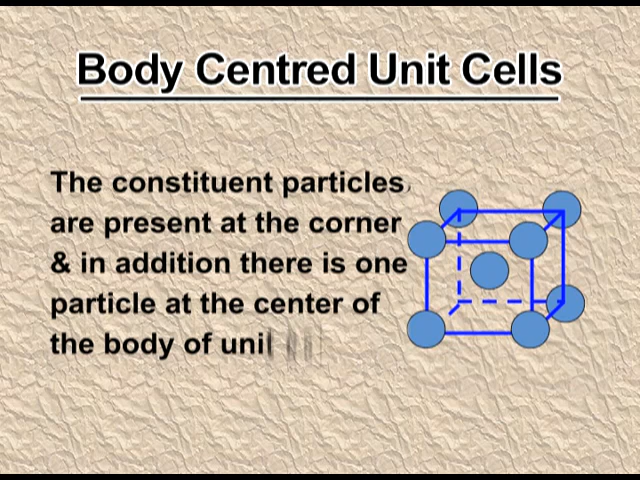 Body Centred Unit Cells
The constituent particles
are present at the corner
& in addition there is one
particle at the center of
the body of